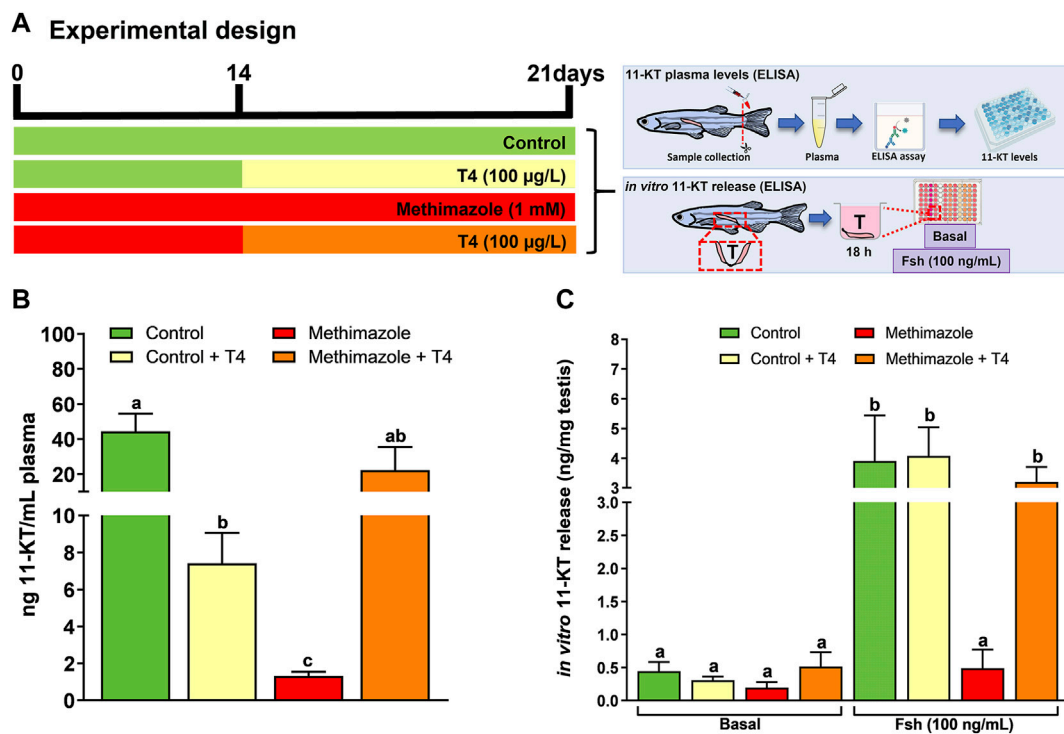 A Experimental design
0 14 21days
Control
T4 (100 µg/L)
Methimazole (1 mM)
T4 (100 µg/L)
11-KT plasma levels (ELISA)
Sample collection Plasma ELISA assay 11-KT levels
in vitro 11-KT release (ELISA)
T
T
18 h
Basal
Fsh (100 ng/mL)
B
Control Methimazole
Control + T4 Methimazole + T4
ng 11-KT/mL plasma
100
80
60
40
20
10
8
6
4
2
0
a
b
c
ab
C
Control Methimazole
Control + T4 Methimazole + T4
in vitro 11-KT release (ng/mg testis)
9
8
7
6
5
4
3
3.0
2.5
2.0
1.5
1.0
0.5
0.0
a a a a b b a b
Basal Fsh (100 ng/mL)